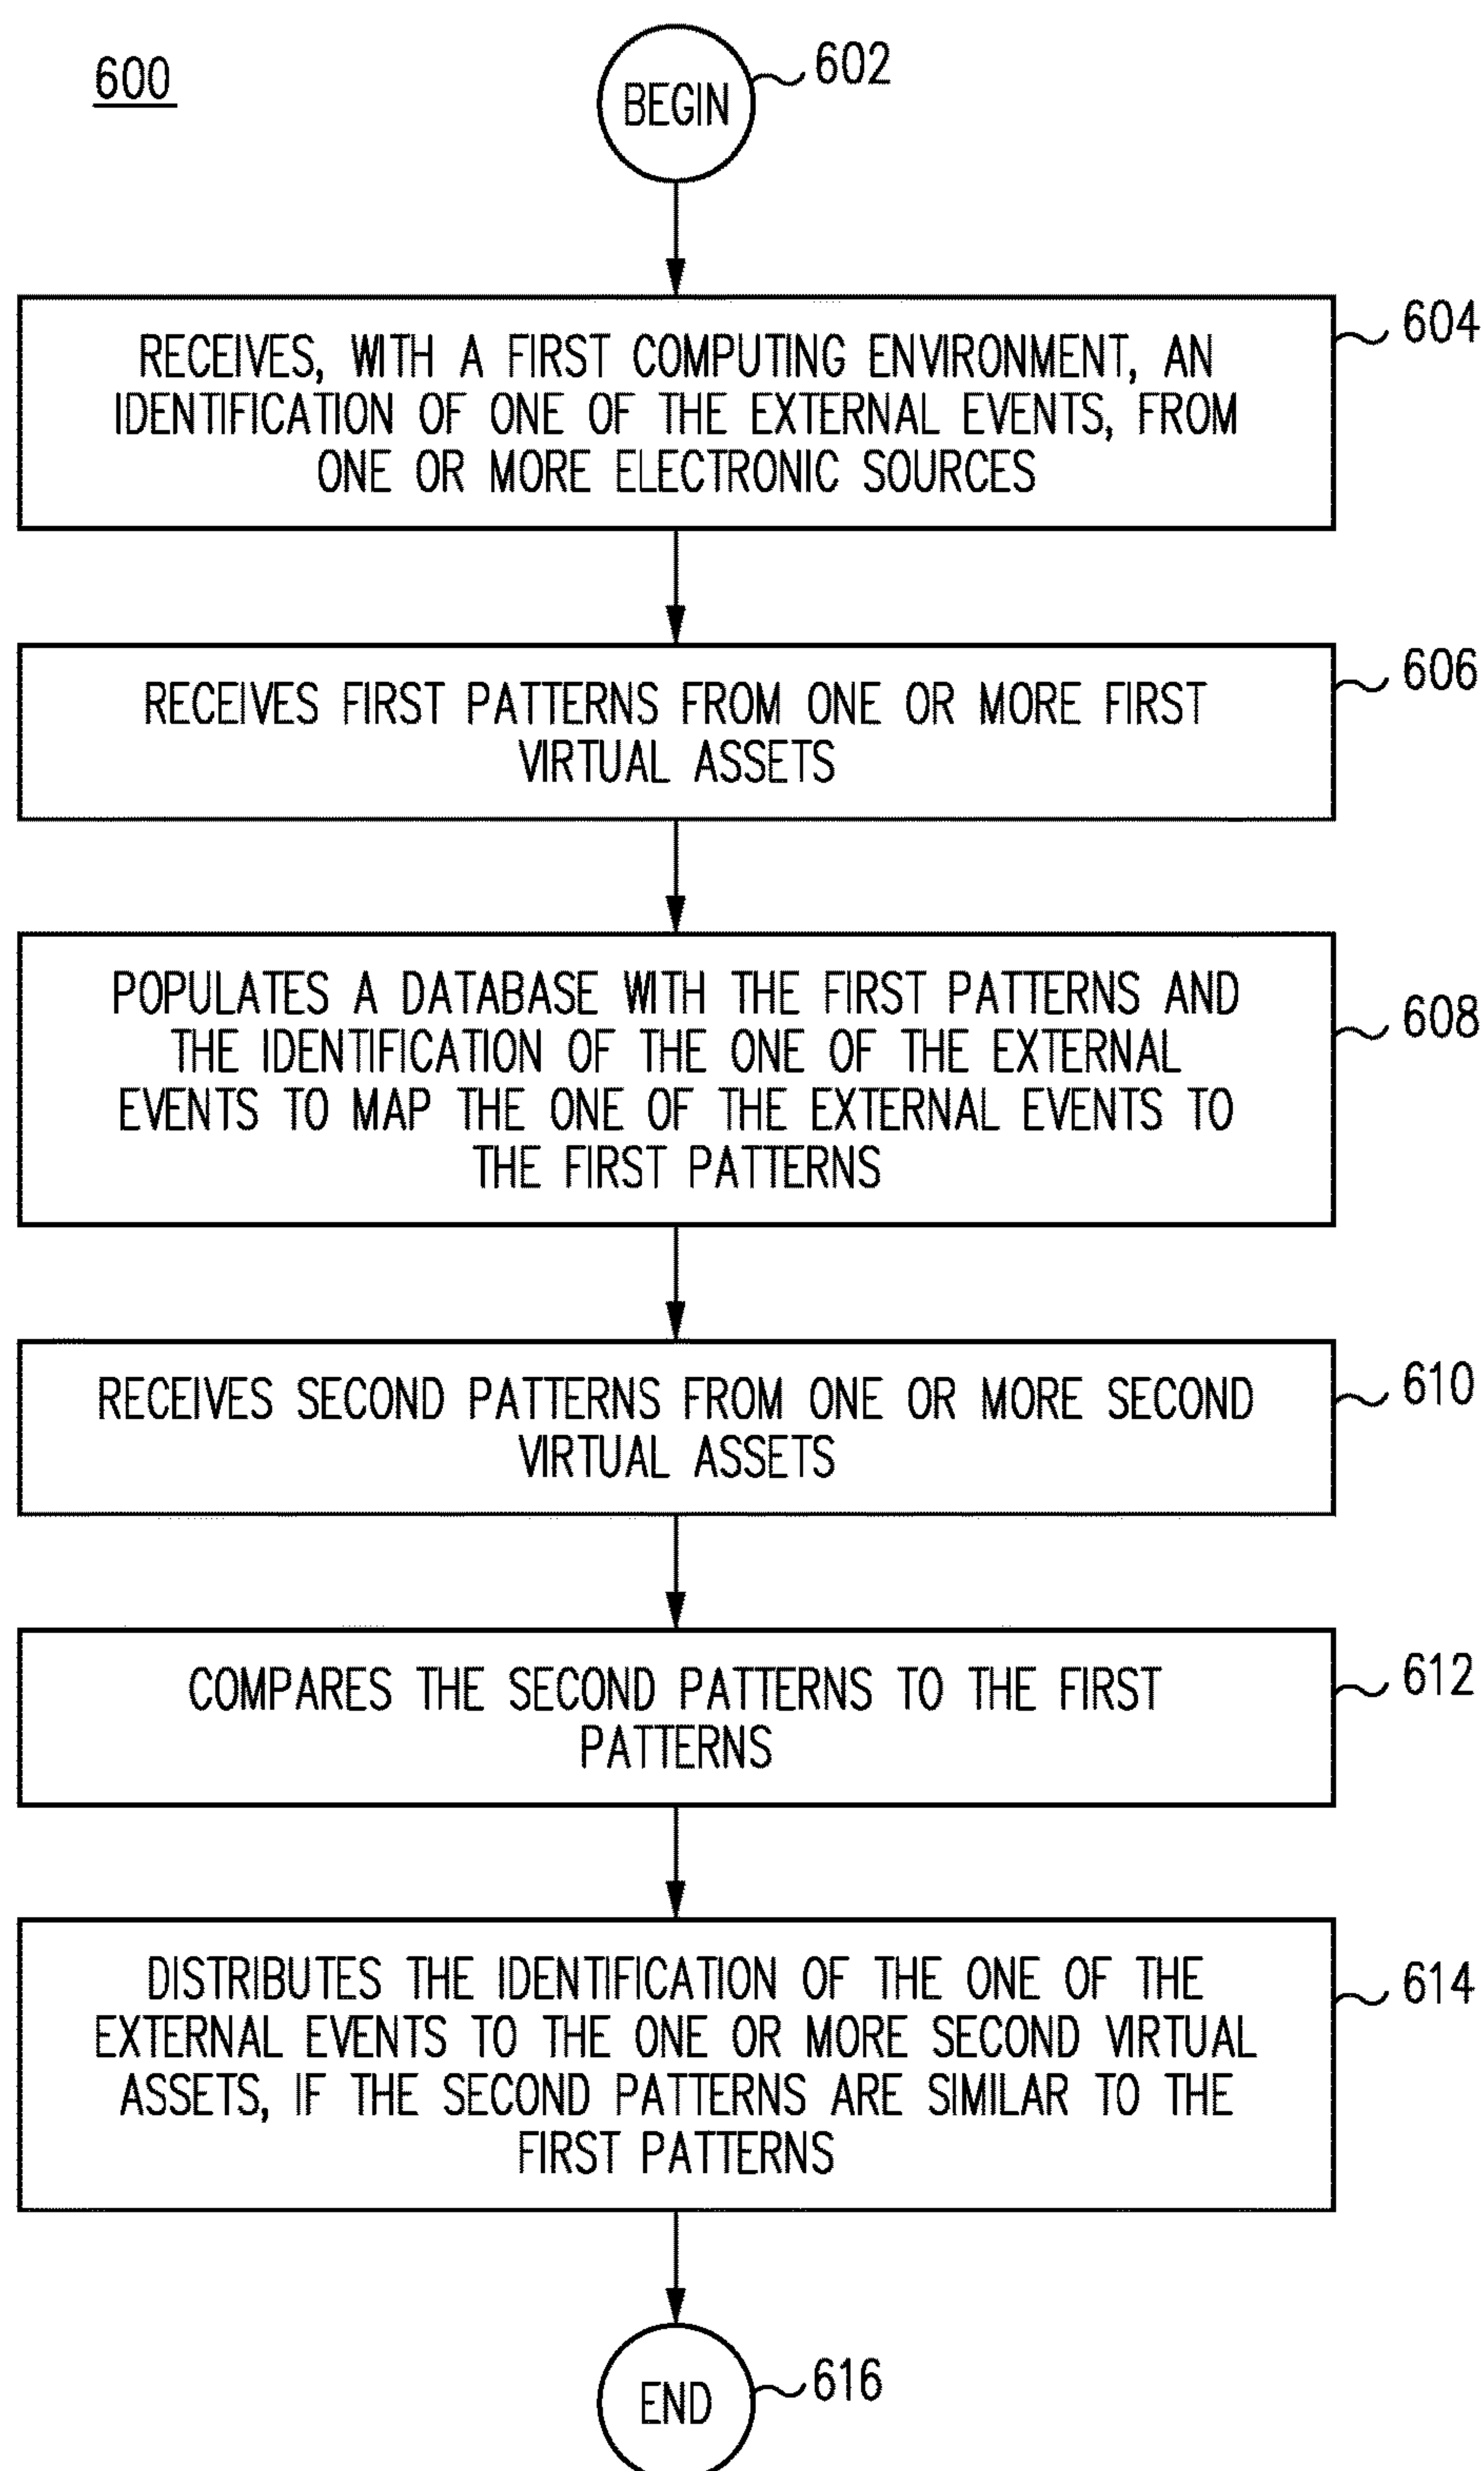 600
BEGIN
602
RECEIVES, WITH A FIRST COMPUTING ENVIRONMENT, AN
IDENTIFICATION OF ONE OF THE EXTERNAL EVENTS, FROM
ONE OR MORE ELECTRONIC SOURCES
604
RECEIVES FIRST PATTERNS FROM ONE OR MORE FIRST
VIRTUAL ASSETS
606
POPULATES A DATABASE WITH THE FIRST PATTERNS AND
THE IDENTIFICATION OF THE ONE OF THE EXTERNAL
EVENTS TO MAP THE ONE OF THE EXTERNAL EVENTS TO
THE FIRST PATTERNS
608
RECEIVES SECOND PATTERNS FROM ONE OR MORE SECOND
VIRTUAL ASSETS
610
COMPARES THE SECOND PATTERNS TO THE FIRST
PATTERNS
612
DISTRIBUTES THE IDENTIFICATION OF THE ONE OF THE
EXTERNAL EVENTS TO THE ONE OR MORE SECOND VIRTUAL
ASSETS, IF THE SECOND PATTERNS ARE SIMILAR TO THE
FIRST PATTERNS
614
END
616